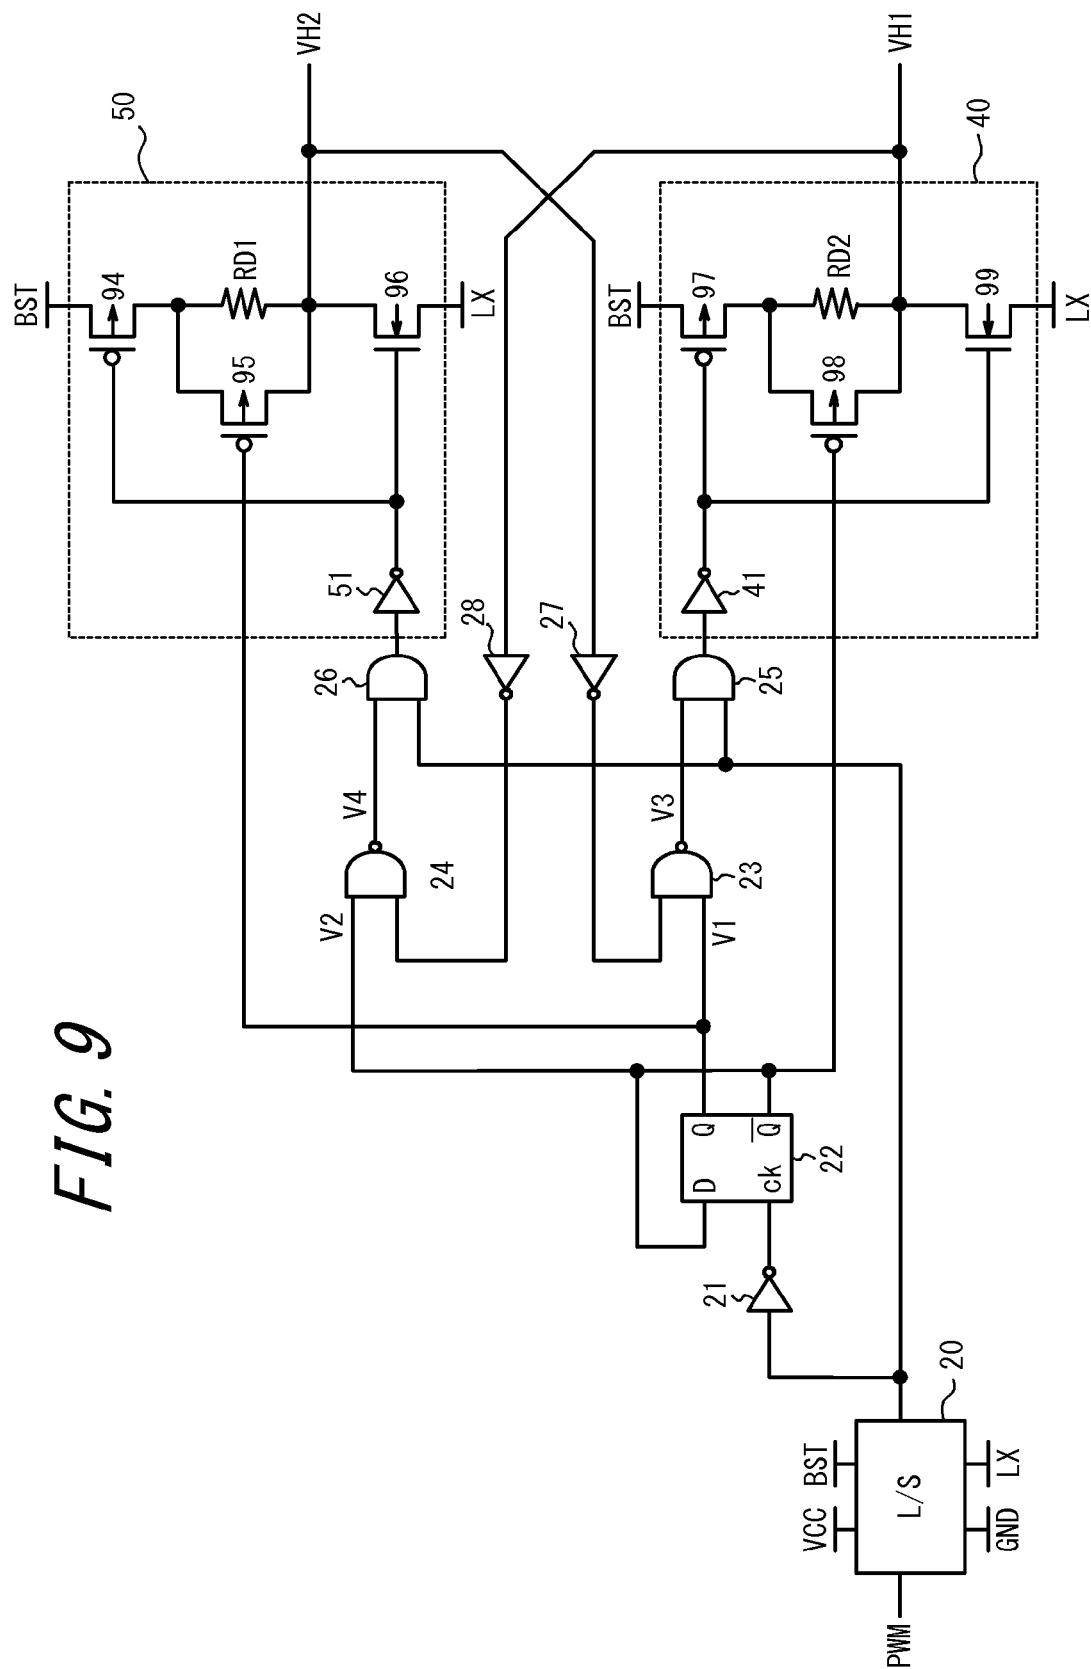 FIG. 9
PWM
VCC
BST
L/S
GND
LX
20
21
D
Q
ck
Q
22
V1
V2
23
24
V3
V4
25
26
27
28
41
51
40
BST
97
98
RD2
99
LX
VH1
50
BST
94
95
RD1
96
LX
VH2